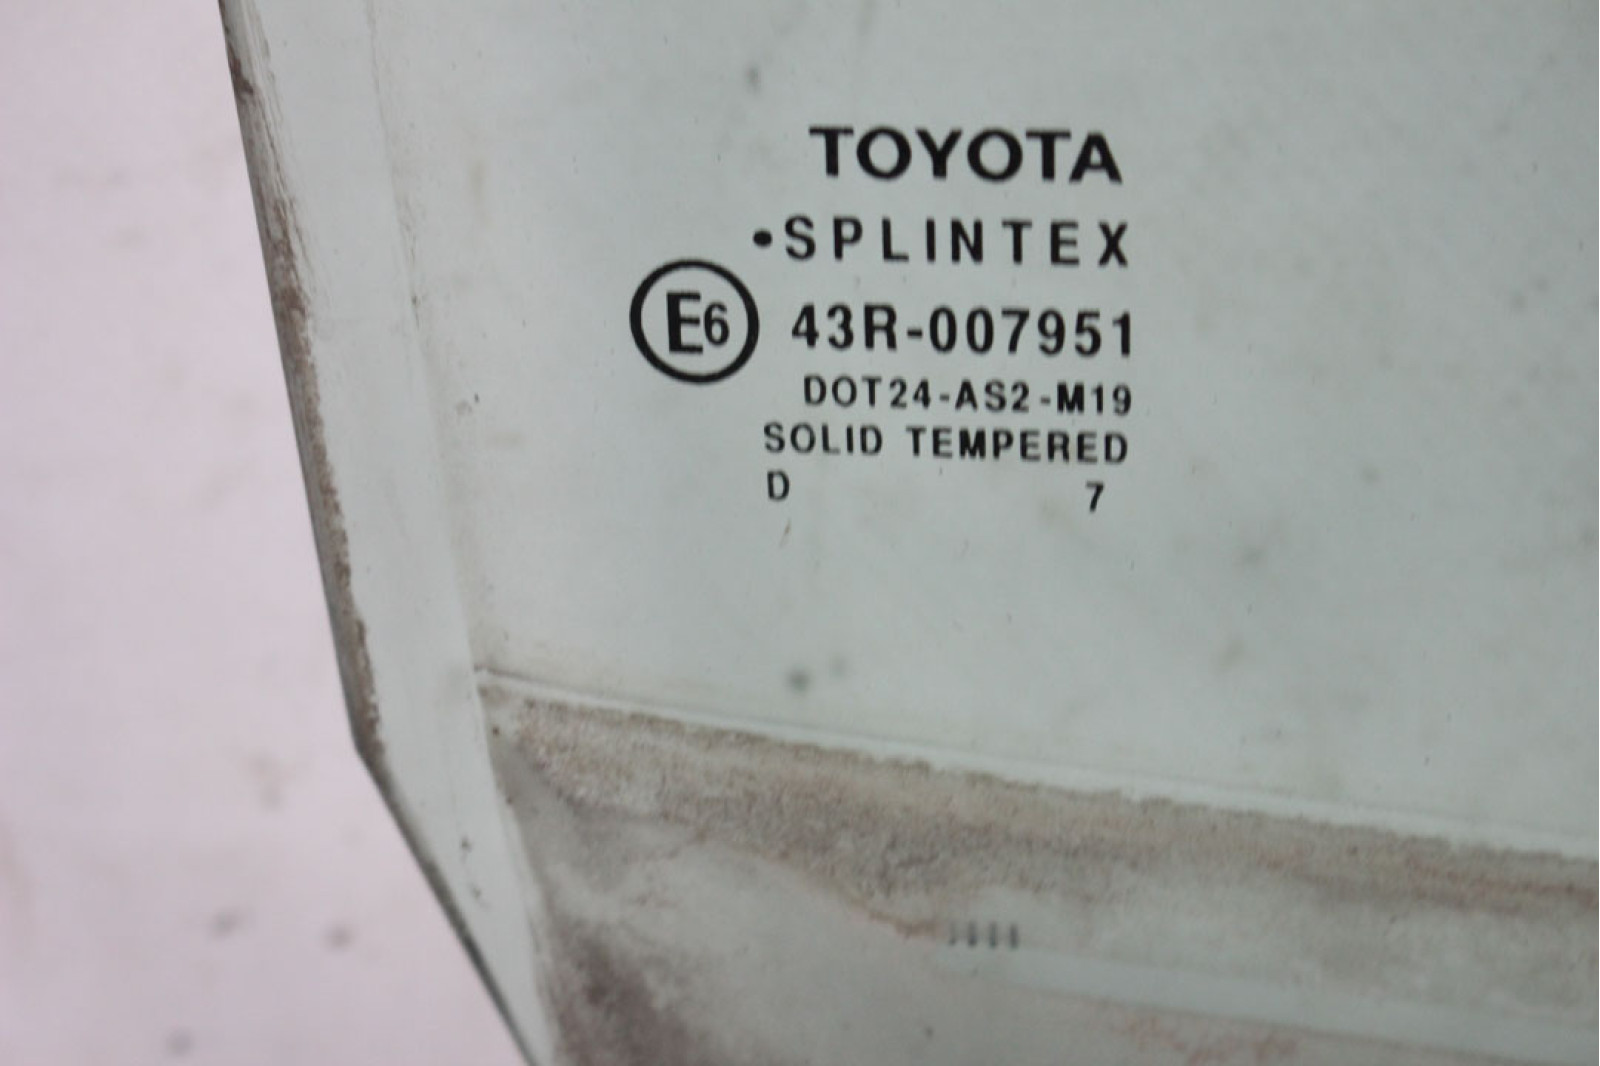 TOYOTA
•SPLINTEX
E6 43R-007951
DOT24-AS2-M19
SOLID TEMPERED
D 7